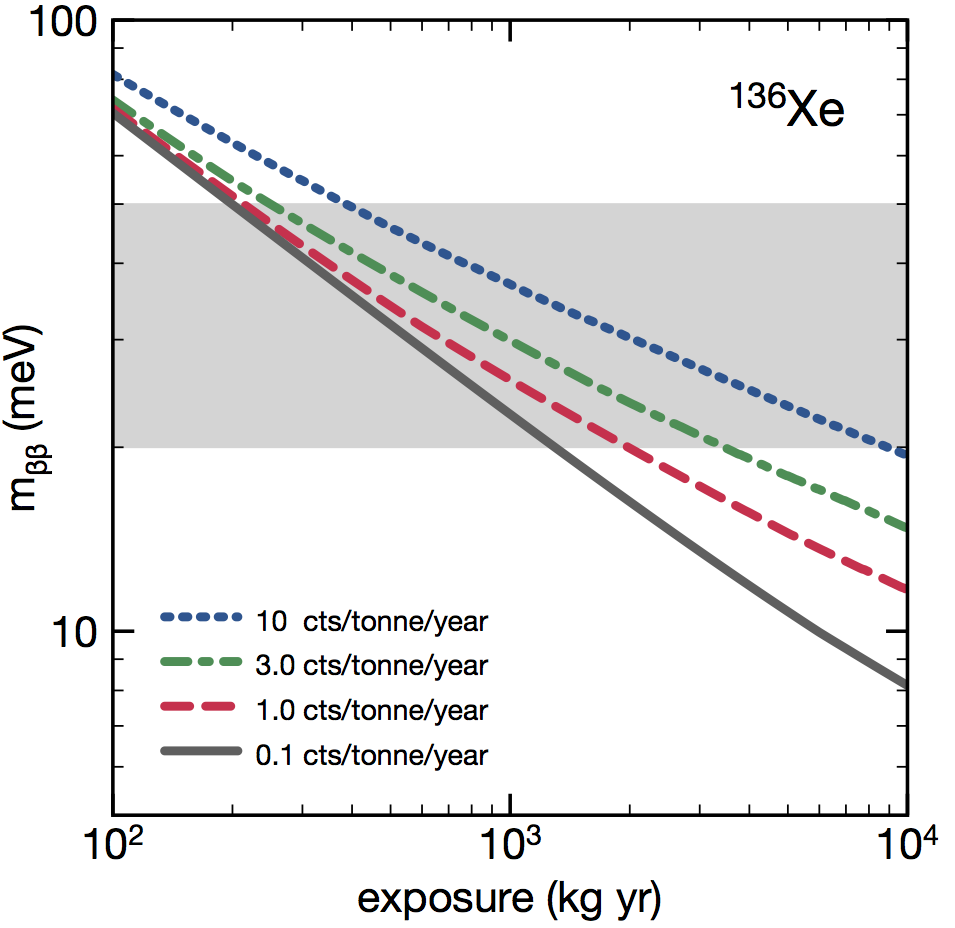 100
¹³⁶Xe
m_ββ (meV)
10
10 cts/tonne/year
3.0 cts/tonne/year
1.0 cts/tonne/year
0.1 cts/tonne/year
10² 10³ 10⁴
exposure (kg yr)